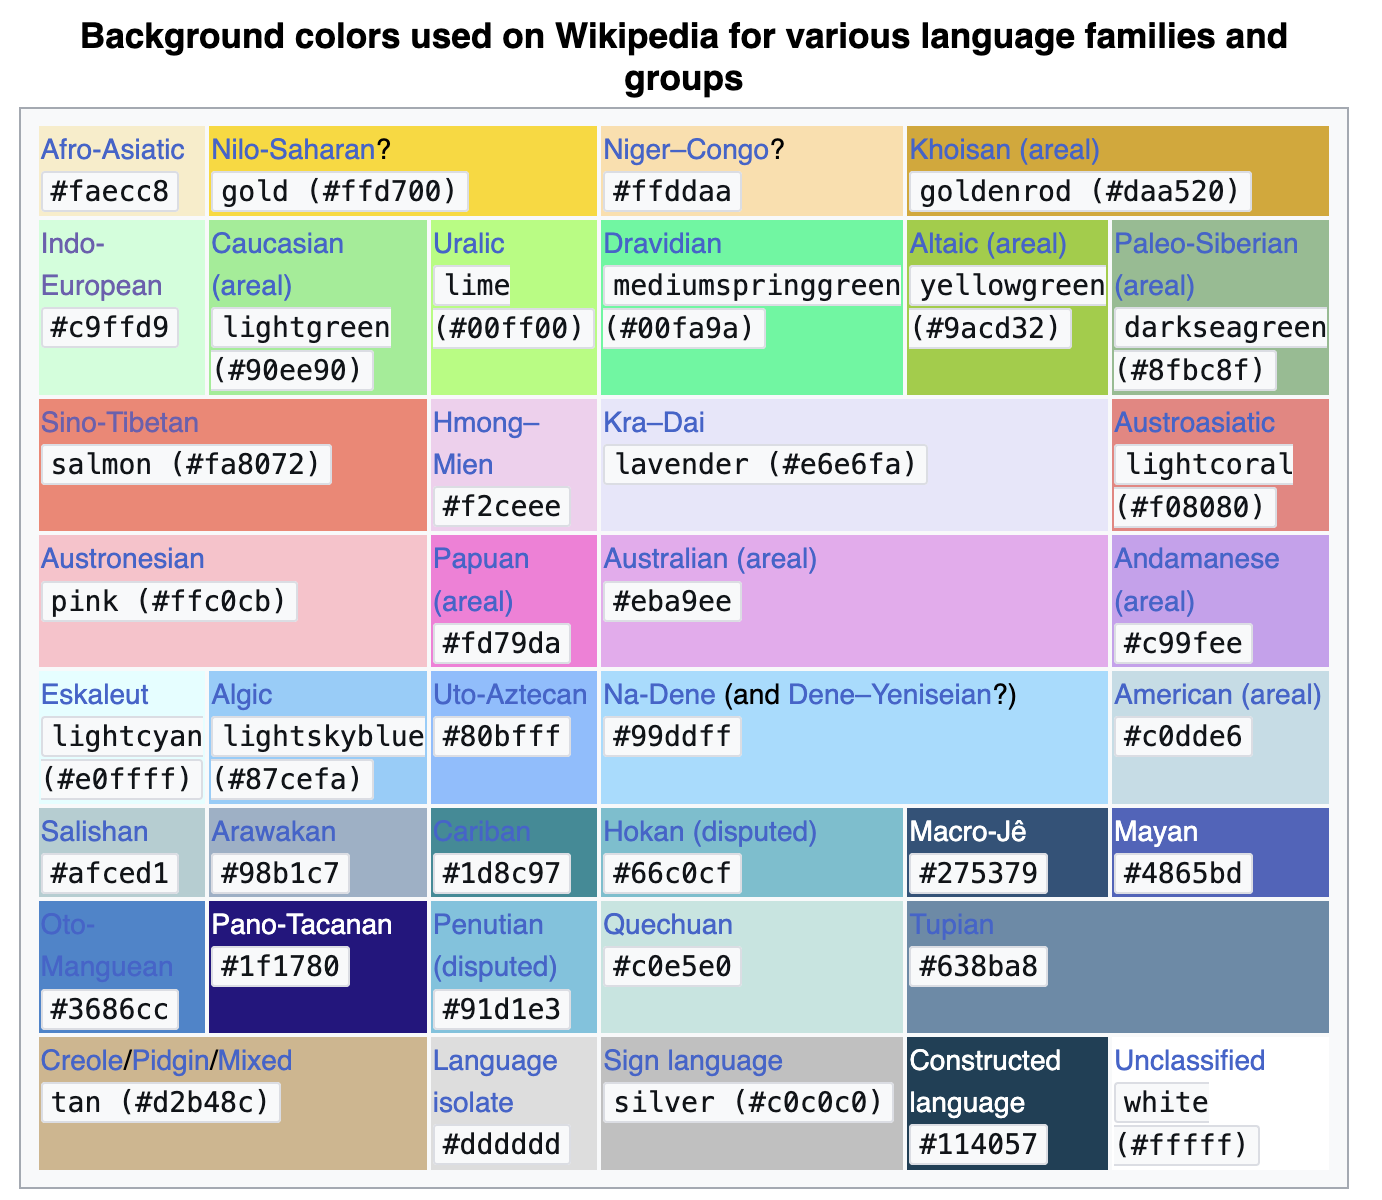 Background colors used on Wikipedia for various language families and
groups
Afro-Asiatic
#faecc8
Nilo-Saharan?
gold (#ffd700)
Niger–Congo?
#ffddaa
Khoisan (areal)
goldenrod (#daa520)
Indo-
European
#c9ffd9
Caucasian
(areal)
lightgreen
(#90ee90)
Uralic
lime
(#00ff00)
Dravidian
mediumspringgreen
(#00fa9a)
Altaic (areal)
yellowgreen
(#9acd32)
Paleo-Siberian
(areal)
darkseagreen
(#8fbc8f)
Sino-Tibetan
salmon (#fa8072)
Hmong–
Mien
#f2ceee
Kra–Dai
lavender (#e6e6fa)
Austroasiatic
lightcoral
(#f08080)
Austronesian
pink (#ffc0cb)
Papuan
(areal)
#fd79da
Australian (areal)
#eba9ee
Andamanese
(areal)
#c99fee
Eskaleut
lightcyan
(#e0ffff)
Algic
lightskyblue
(#87cefa)
Uto-Aztecan
#80bfff
Na-Dene (and Dene–Yeniseian?)
#99ddff
American (areal)
#c0dde6
Salishan
#afced1
Arawakan
#98b1c7
Cariban
#1d8c97
Hokan (disputed)
#66c0cf
Macro-Jê
#275379
Mayan
#4865bd
Oto-
Manguean
#3686cc
Pano-Tacanan
#1f1780
Penutian
(disputed)
#91d1e3
Quechuan
#c0e5e0
Tupian
#638ba8
Creole/Pidgin/Mixed
tan (#d2b48c)
Language
isolate
#dddddd
Sign language
silver (#c0c0c0)
Constructed
language
#114057
Unclassified
white
(#fffff)